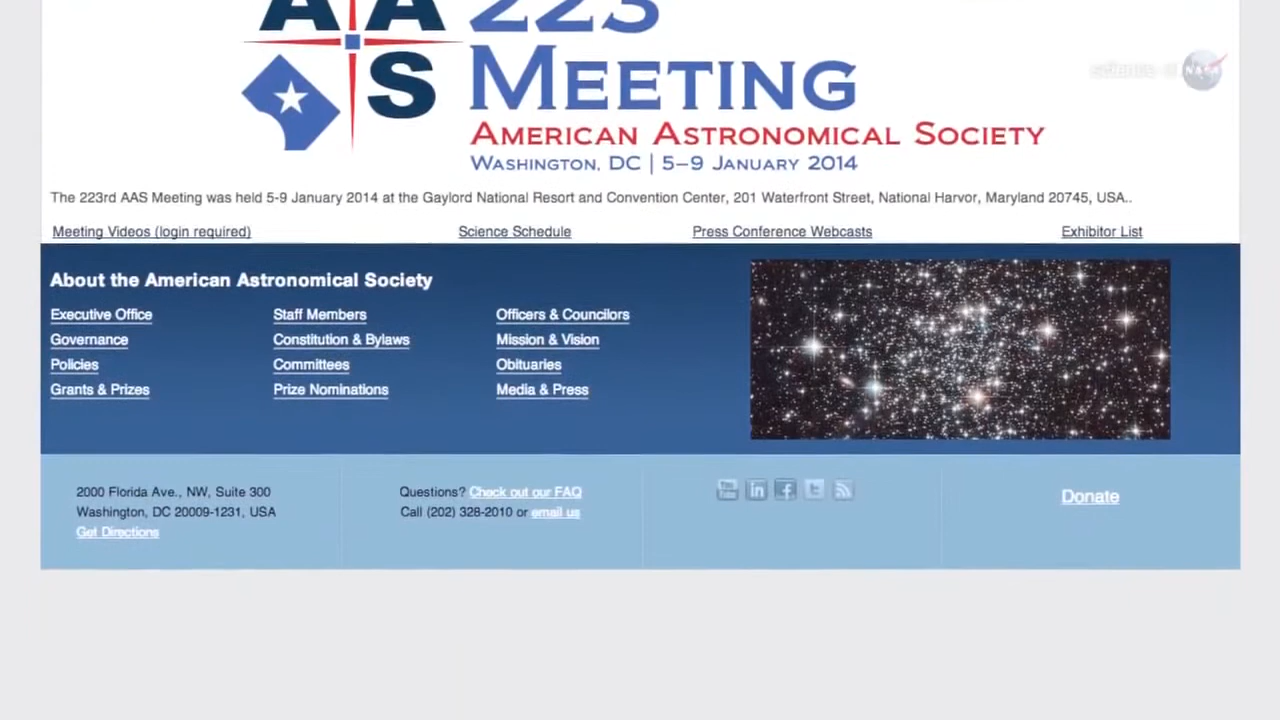 AA
223
S
MEETING
AMERICAN ASTRONOMICAL SOCIETY
WASHINGTON, DC | 5–9 JANUARY 2014
NASA
The 223rd AAS Meeting was held 5-9 January 2014 at the Gaylord National Resort and Convention Center, 201 Waterfront Street, National Harvor, Maryland 20745, USA..
Meeting Videos (login required) Science Schedule Press Conference Webcasts Exhibitor List
About the American Astronomical Society
Executive Office Staff Members Officers & Councilors
Governance Constitution & Bylaws Mission & Vision
Policies Committees Obituaries
Grants & Prizes Prize Nominations Media & Press
2000 Florida Ave., NW, Suite 300
Washington, DC 20009-1231, USA
Get Directions
Questions? Check out our FAQ
Call (202) 328-2010 or email us
You Tube in f t
Donate